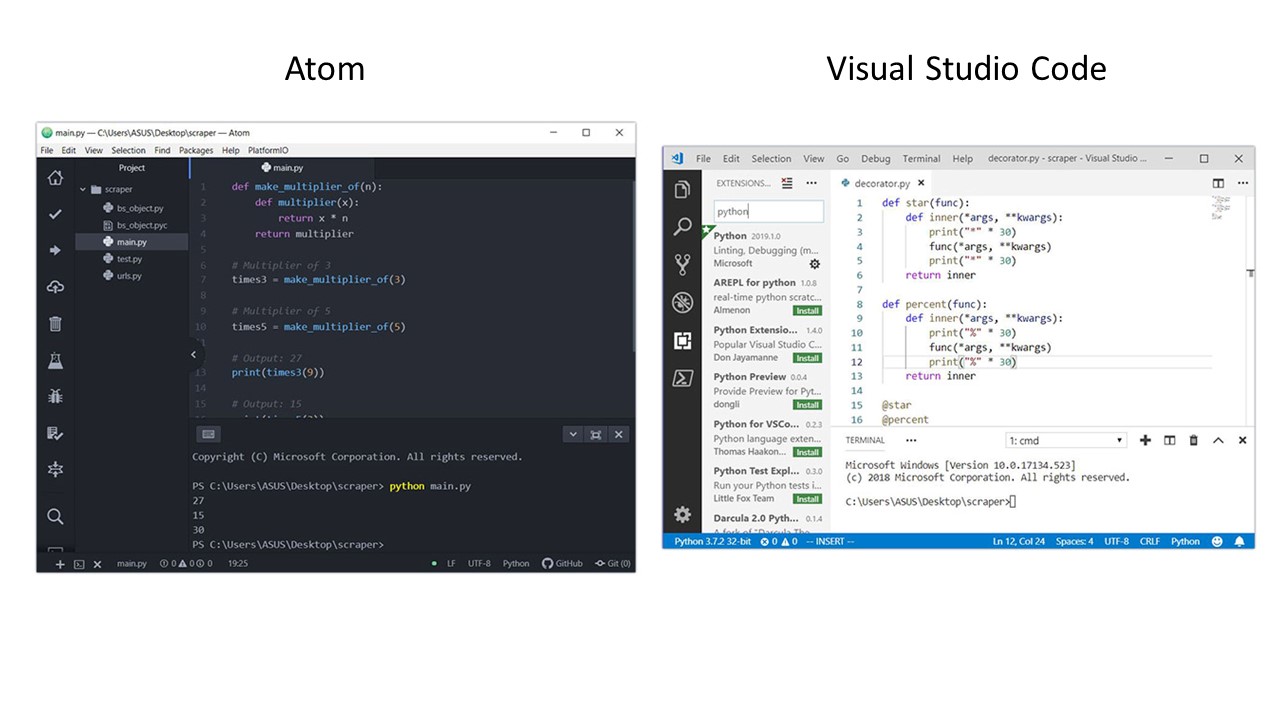 Atom
Visual Studio Code
main.py — C:\Users\ASUS\Desktop\scraper — Atom
File Edit View Selection Find Packages Help PlatformIO
Project
scraper
bs_object.py
bs_object.pyc
main.py
test.py
urls.py
main.py
1 def make_multiplier_of(n):
2 def multiplier(x):
3 return x * n
4 return multiplier
5
6 # Multiplier of 3
7 times3 = make_multiplier_of(3)
8
9 # Multiplier of 5
10 times5 = make_multiplier_of(5)
11
12 # Output: 27
13 print(times3(9))
14
15 # Output: 15
Copyright (C) Microsoft Corporation. All rights reserved.
PS C:\Users\ASUS\Desktop\scraper> python main.py
27
15
30
PS C:\Users\ASUS\Desktop\scraper>
main.py 0 0 0 19:25 LF UTF-8 Python GitHub Git (0)
File Edit Selection View Go Debug Terminal Help decorator.py - scraper - Visual Studio ...
EXTENSIONS...
python
Python 2019.1.0
Linting, Debugging (m...
Microsoft
AREPL for python 1.0.8
real-time python scratc...
Almenon Install
Python Extensio... 1.4.0
Popular Visual Studio C...
Don Jayamanne Install
Python Preview 0.0.4
Provide Preview for Pyt...
dongli Install
Python for VSCo... 0.2.3
Python language exten...
Thomas Haakon... Install
Python Test Expl... 0.3.0
Run your Python tests i...
Little Fox Team Install
Darcula 2.0 Pyth... 0.1.4
A fork of "Darcula The
decorator.py
1 def star(func):
2 def inner(*args, **kwargs):
3 print("*" * 30)
4 func(*args, **kwargs)
5 print("*" * 30)
6 return inner
7
8 def percent(func):
9 def inner(*args, **kwargs):
10 print("%" * 30)
11 func(*args, **kwargs)
12 print("%" * 30)
13 return inner
14
15 @star
16 @percent
TERMINAL ... 1: cmd
Microsoft Windows [Version 10.0.17134.523]
(c) 2018 Microsoft Corporation. All rights reserved.
C:\Users\ASUS\Desktop\scraper>
Python 3.7.2 32-bit 0 0 -- INSERT -- Ln 12, Col 24 Spaces: 4 UTF-8 CRLF Python